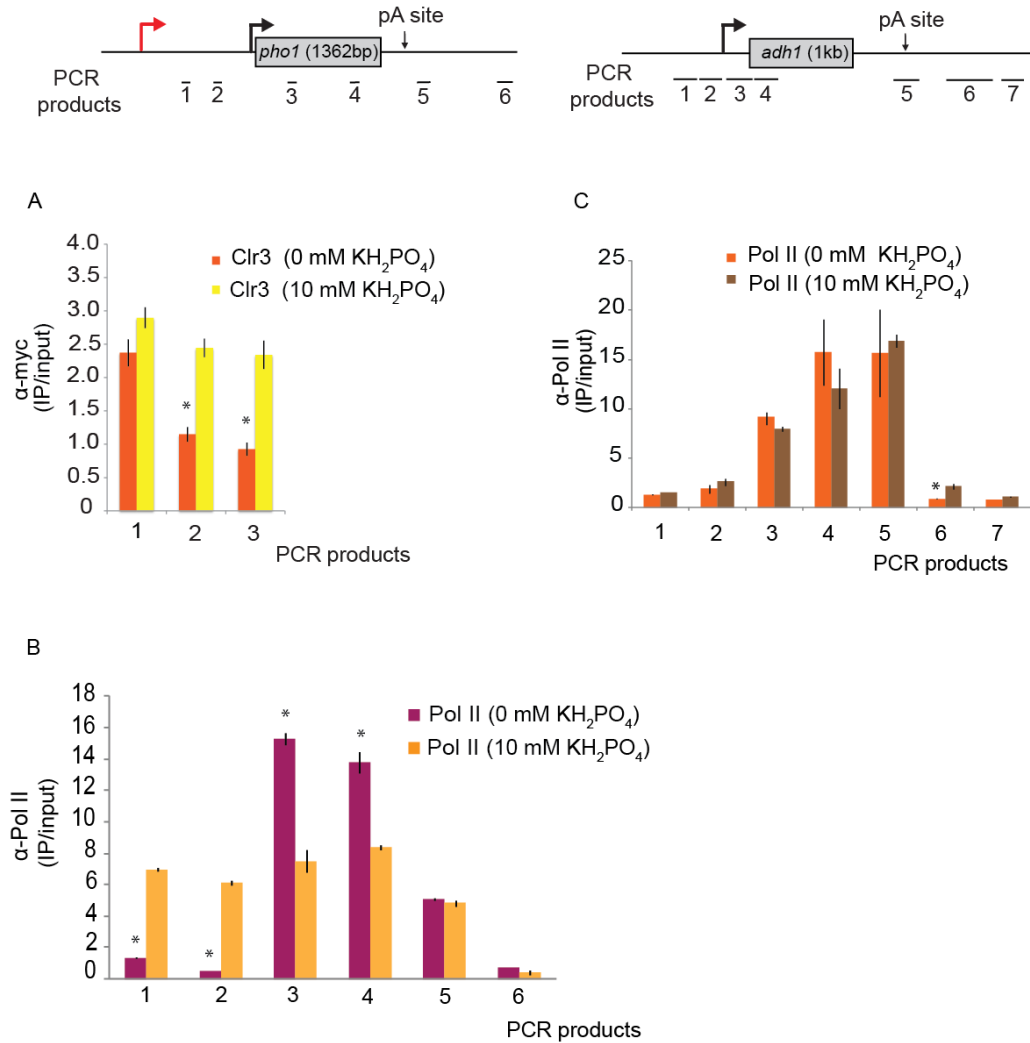 pA site
pho1 (1362bp)
PCR products
1 2 3 4 5 6
pA site
adh1 (1kb)
PCR products
1 2 3 4 5 6 7
A
4.0
3.5
3.0
2.5
2.0
1.5
1.0
0.5
0
α-myc
(IP/input)
Clr3 (0 mM KH2PO4)
Clr3 (10 mM KH2PO4)
* *
1 2 3
PCR products
C
25
20
15
10
5
0
α-Pol II
(IP/input)
Pol II (0 mM KH2PO4)
Pol II (10 mM KH2PO4)
*
1 2 3 4 5 6 7
PCR products
B
18
16
14
12
10
8
6
4
2
0
α-Pol II
(IP/input)
Pol II (0 mM KH2PO4)
Pol II (10 mM KH2PO4)
* * * *
1 2 3 4 5 6
PCR products